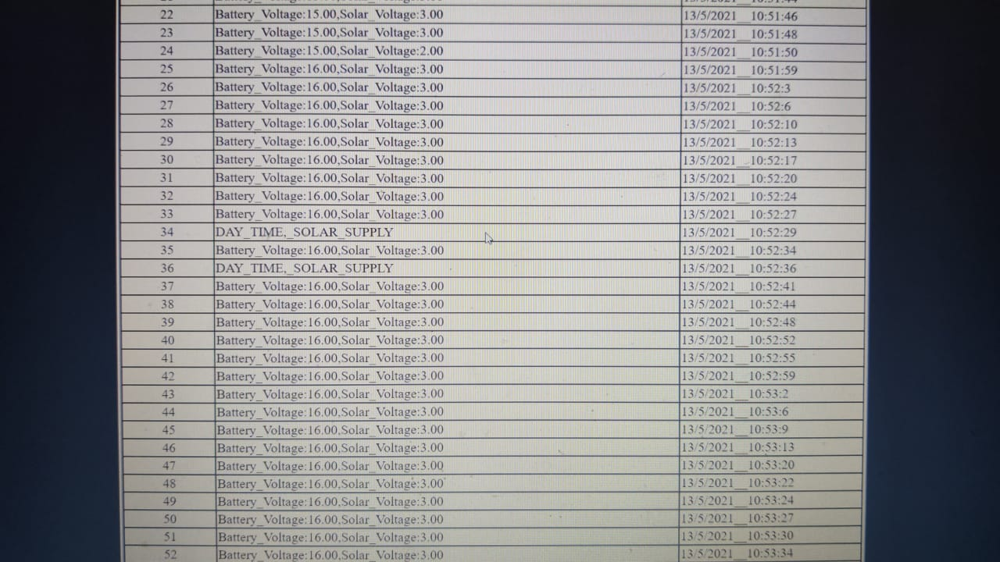 22 Battery_Voltage:15.00,Solar_Voltage:3.00 13/5/2021__10:51:46
23 Battery_Voltage:15.00,Solar_Voltage:3.00 13/5/2021__10:51:48
24 Battery_Voltage:15.00,Solar_Voltage:2.00 13/5/2021__10:51:50
25 Battery_Voltage:16.00,Solar_Voltage:3.00 13/5/2021__10:51:59
26 Battery_Voltage:16.00,Solar_Voltage:3.00 13/5/2021__10:52:3
27 Battery_Voltage:16.00,Solar_Voltage:3.00 13/5/2021__10:52:6
28 Battery_Voltage:16.00,Solar_Voltage:3.00 13/5/2021__10:52:10
29 Battery_Voltage:16.00,Solar_Voltage:3.00 13/5/2021__10:52:13
30 Battery_Voltage:16.00,Solar_Voltage:3.00 13/5/2021__10:52:17
31 Battery_Voltage:16.00,Solar_Voltage:3.00 13/5/2021__10:52:20
32 Battery_Voltage:16.00,Solar_Voltage:3.00 13/5/2021__10:52:24
33 Battery_Voltage:16.00,Solar_Voltage:3.00 13/5/2021__10:52:27
34 DAY_TIME,_SOLAR_SUPPLY 13/5/2021__10:52:29
35 Battery_Voltage:16.00,Solar_Voltage:3.00 13/5/2021__10:52:34
36 DAY_TIME,_SOLAR_SUPPLY 13/5/2021__10:52:36
37 Battery_Voltage:16.00,Solar_Voltage:3.00 13/5/2021__10:52:41
38 Battery_Voltage:16.00,Solar_Voltage:3.00 13/5/2021__10:52:44
39 Battery_Voltage:16.00,Solar_Voltage:3.00 13/5/2021__10:52:48
40 Battery_Voltage:16.00,Solar_Voltage:3.00 13/5/2021__10:52:52
41 Battery_Voltage:16.00,Solar_Voltage:3.00 13/5/2021__10:52:55
42 Battery_Voltage:16.00,Solar_Voltage:3.00 13/5/2021__10:52:59
43 Battery_Voltage:16.00,Solar_Voltage:3.00 13/5/2021__10:53:2
44 Battery_Voltage:16.00,Solar_Voltage:3.00 13/5/2021__10:53:6
45 Battery_Voltage:16.00,Solar_Voltage:3.00 13/5/2021__10:53:9
46 Battery_Voltage:16.00,Solar_Voltage:3.00 13/5/2021__10:53:13
47 Battery_Voltage:16.00,Solar_Voltage:3.00 13/5/2021__10:53:20
48 Battery_Voltage:16.00,Solar_Voltage:3.00 13/5/2021__10:53:22
49 Battery_Voltage:16.00,Solar_Voltage:3.00 13/5/2021__10:53:24
50 Battery_Voltage:16.00,Solar_Voltage:3.00 13/5/2021__10:53:27
51 Battery_Voltage:16.00,Solar_Voltage:3.00 13/5/2021__10:53:30
52 Battery_Voltage:16.00,Solar_Voltage:3.00 13/5/2021__10:53:34